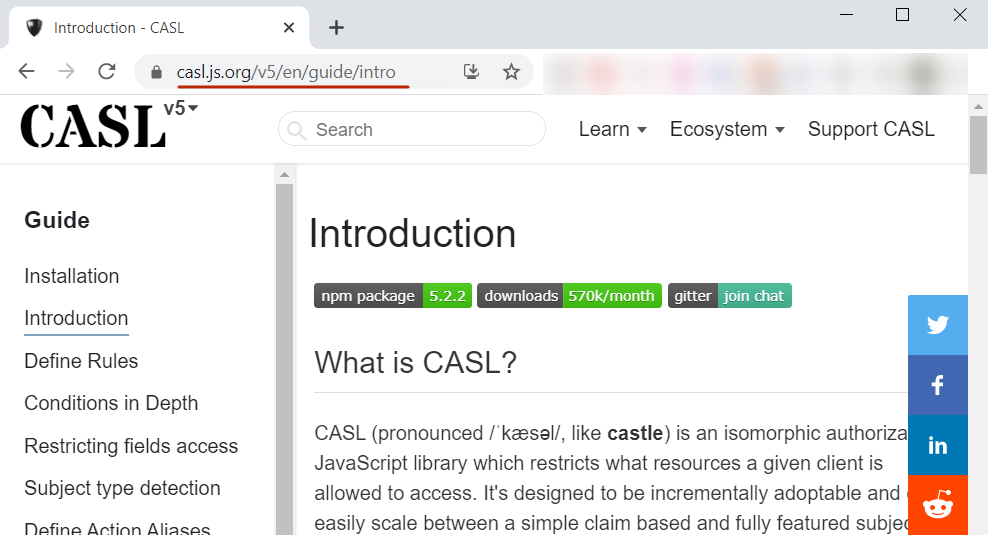 Introduction - CASL
casl.js.org/v5/en/guide/intro
CASL v5
Search
Learn
Ecosystem
Support CASL
Guide
Installation
Introduction
Define Rules
Conditions in Depth
Restricting fields access
Subject type detection
Define Action Aliases
Introduction
npm package 5.2.2 downloads 570k/month gitter join chat
What is CASL?
CASL (pronounced /ˈkæsəl/, like castle) is an isomorphic authoriza
JavaScript library which restricts what resources a given client is
allowed to access. It's designed to be incrementally adoptable and
easily scale between a simple claim based and fully featured subjec